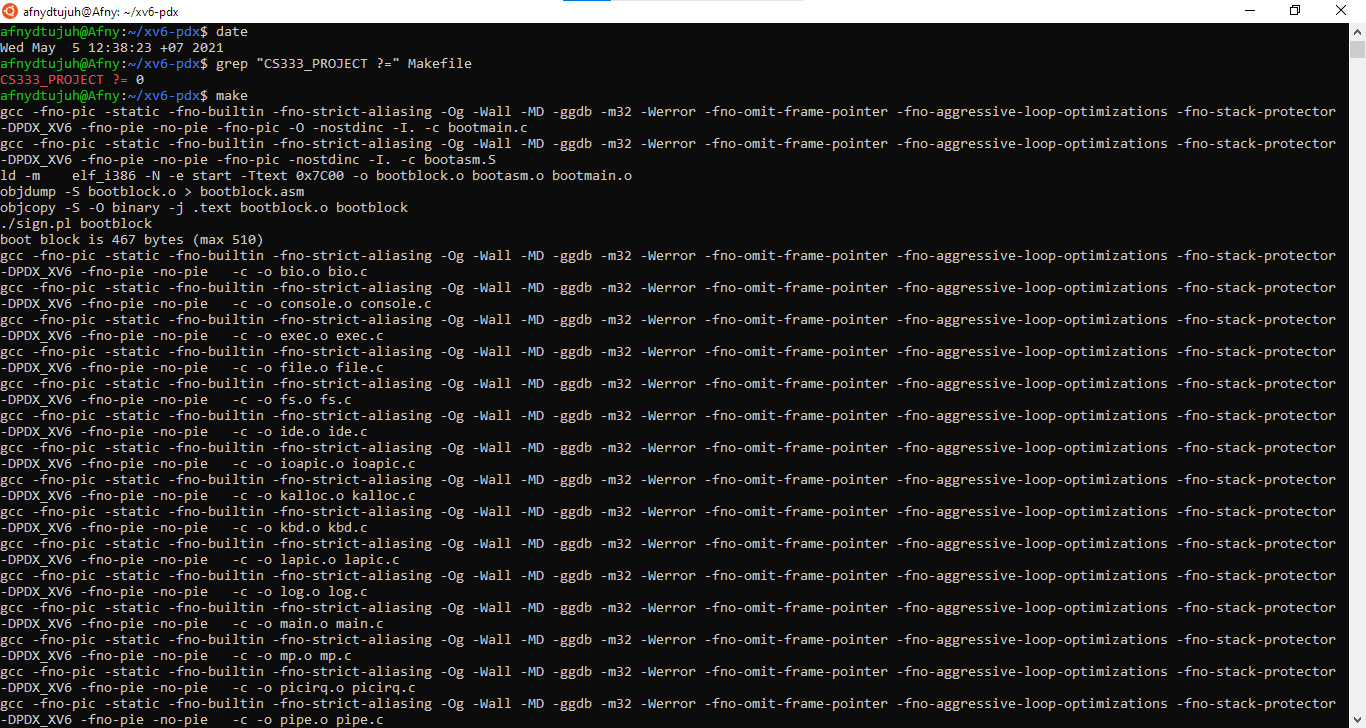 afnydtujuh@Afny: ~/xv6-pdx
afnydtujuh@Afny:~/xv6-pdx$ date
Wed May  5 12:38:23 +07 2021
afnydtujuh@Afny:~/xv6-pdx$ grep "CS333_PROJECT ?=" Makefile
CS333_PROJECT ?= 0
afnydtujuh@Afny:~/xv6-pdx$ make
gcc -fno-pic -static -fno-builtin -fno-strict-aliasing -Og -Wall -MD -ggdb -m32 -Werror -fno-omit-frame-pointer -fno-aggressive-loop-optimizations -fno-stack-protector
-DPDX_XV6 -fno-pie -no-pie -fno-pic -O -nostdinc -I. -c bootmain.c
gcc -fno-pic -static -fno-builtin -fno-strict-aliasing -Og -Wall -MD -ggdb -m32 -Werror -fno-omit-frame-pointer -fno-aggressive-loop-optimizations -fno-stack-protector
-DPDX_XV6 -fno-pie -no-pie -fno-pic -nostdinc -I. -c bootasm.S
ld -m    elf_i386 -N -e start -Ttext 0x7C00 -o bootblock.o bootasm.o bootmain.o
objdump -S bootblock.o > bootblock.asm
objcopy -S -O binary -j .text bootblock.o bootblock
./sign.pl bootblock
boot block is 467 bytes (max 510)
gcc -fno-pic -static -fno-builtin -fno-strict-aliasing -Og -Wall -MD -ggdb -m32 -Werror -fno-omit-frame-pointer -fno-aggressive-loop-optimizations -fno-stack-protector
-DPDX_XV6 -fno-pie -no-pie   -c -o bio.o bio.c
gcc -fno-pic -static -fno-builtin -fno-strict-aliasing -Og -Wall -MD -ggdb -m32 -Werror -fno-omit-frame-pointer -fno-aggressive-loop-optimizations -fno-stack-protector
-DPDX_XV6 -fno-pie -no-pie   -c -o console.o console.c
gcc -fno-pic -static -fno-builtin -fno-strict-aliasing -Og -Wall -MD -ggdb -m32 -Werror -fno-omit-frame-pointer -fno-aggressive-loop-optimizations -fno-stack-protector
-DPDX_XV6 -fno-pie -no-pie   -c -o exec.o exec.c
gcc -fno-pic -static -fno-builtin -fno-strict-aliasing -Og -Wall -MD -ggdb -m32 -Werror -fno-omit-frame-pointer -fno-aggressive-loop-optimizations -fno-stack-protector
-DPDX_XV6 -fno-pie -no-pie   -c -o file.o file.c
gcc -fno-pic -static -fno-builtin -fno-strict-aliasing -Og -Wall -MD -ggdb -m32 -Werror -fno-omit-frame-pointer -fno-aggressive-loop-optimizations -fno-stack-protector
-DPDX_XV6 -fno-pie -no-pie   -c -o fs.o fs.c
gcc -fno-pic -static -fno-builtin -fno-strict-aliasing -Og -Wall -MD -ggdb -m32 -Werror -fno-omit-frame-pointer -fno-aggressive-loop-optimizations -fno-stack-protector
-DPDX_XV6 -fno-pie -no-pie   -c -o ide.o ide.c
gcc -fno-pic -static -fno-builtin -fno-strict-aliasing -Og -Wall -MD -ggdb -m32 -Werror -fno-omit-frame-pointer -fno-aggressive-loop-optimizations -fno-stack-protector
-DPDX_XV6 -fno-pie -no-pie   -c -o ioapic.o ioapic.c
gcc -fno-pic -static -fno-builtin -fno-strict-aliasing -Og -Wall -MD -ggdb -m32 -Werror -fno-omit-frame-pointer -fno-aggressive-loop-optimizations -fno-stack-protector
-DPDX_XV6 -fno-pie -no-pie   -c -o kalloc.o kalloc.c
gcc -fno-pic -static -fno-builtin -fno-strict-aliasing -Og -Wall -MD -ggdb -m32 -Werror -fno-omit-frame-pointer -fno-aggressive-loop-optimizations -fno-stack-protector
-DPDX_XV6 -fno-pie -no-pie   -c -o kbd.o kbd.c
gcc -fno-pic -static -fno-builtin -fno-strict-aliasing -Og -Wall -MD -ggdb -m32 -Werror -fno-omit-frame-pointer -fno-aggressive-loop-optimizations -fno-stack-protector
-DPDX_XV6 -fno-pie -no-pie   -c -o lapic.o lapic.c
gcc -fno-pic -static -fno-builtin -fno-strict-aliasing -Og -Wall -MD -ggdb -m32 -Werror -fno-omit-frame-pointer -fno-aggressive-loop-optimizations -fno-stack-protector
-DPDX_XV6 -fno-pie -no-pie   -c -o log.o log.c
gcc -fno-pic -static -fno-builtin -fno-strict-aliasing -Og -Wall -MD -ggdb -m32 -Werror -fno-omit-frame-pointer -fno-aggressive-loop-optimizations -fno-stack-protector
-DPDX_XV6 -fno-pie -no-pie   -c -o main.o main.c
gcc -fno-pic -static -fno-builtin -fno-strict-aliasing -Og -Wall -MD -ggdb -m32 -Werror -fno-omit-frame-pointer -fno-aggressive-loop-optimizations -fno-stack-protector
-DPDX_XV6 -fno-pie -no-pie   -c -o mp.o mp.c
gcc -fno-pic -static -fno-builtin -fno-strict-aliasing -Og -Wall -MD -ggdb -m32 -Werror -fno-omit-frame-pointer -fno-aggressive-loop-optimizations -fno-stack-protector
-DPDX_XV6 -fno-pie -no-pie   -c -o picirq.o picirq.c
gcc -fno-pic -static -fno-builtin -fno-strict-aliasing -Og -Wall -MD -ggdb -m32 -Werror -fno-omit-frame-pointer -fno-aggressive-loop-optimizations -fno-stack-protector
-DPDX_XV6 -fno-pie -no-pie   -c -o pipe.o pipe.c